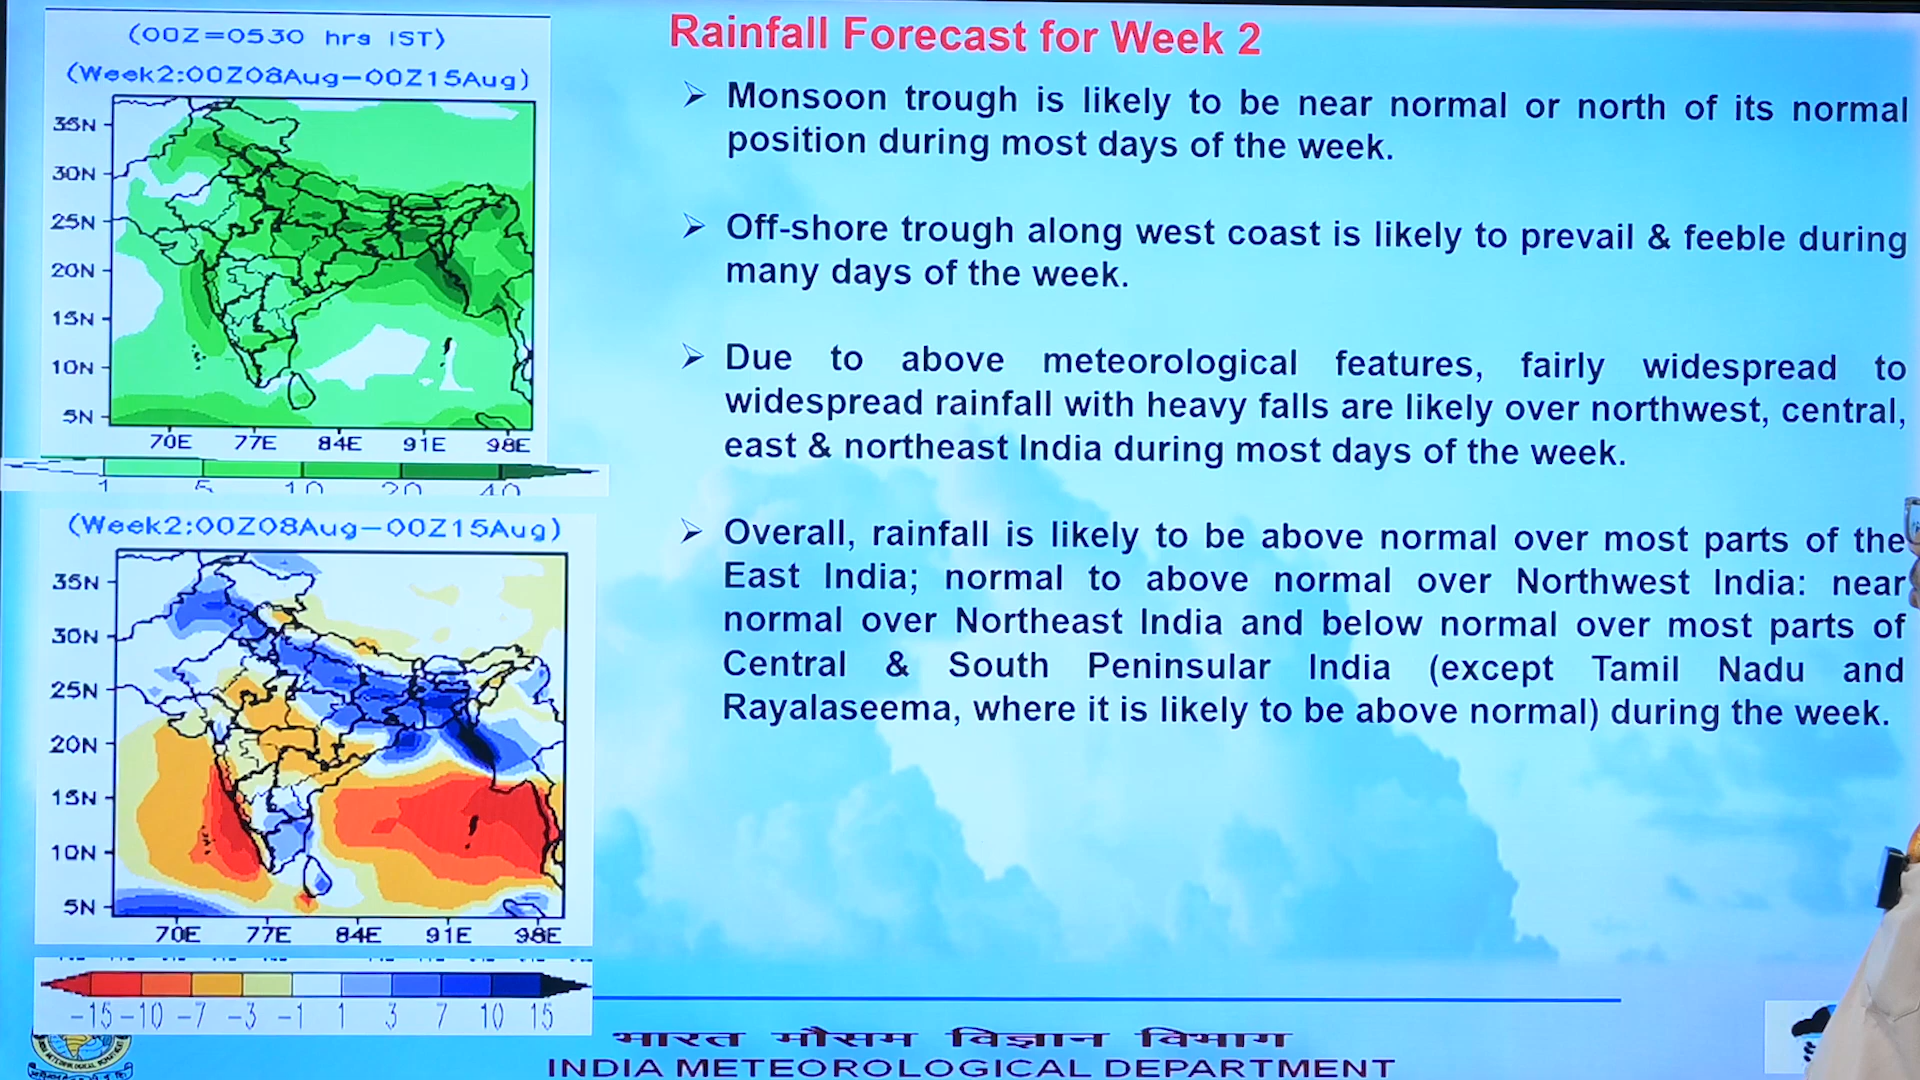 (00Z=0530 hrs IST)
(Week2:00Z08Aug-00Z15Aug)
35N
30N
25N
20N
15N
10N
5N
70E 77E 84E 91E 98E
1 5 10 20 40
(Week2:00Z08Aug-00Z15Aug)
35N
30N
25N
20N
15N
10N
5N
70E 77E 84E 91E 98E
-15 -10 -7 -3 -1 1 3 7 10 15
Rainfall Forecast for Week 2
➢ Monsoon trough is likely to be near normal or north of its normal
position during most days of the week.
➢ Off-shore trough along west coast is likely to prevail & feeble during
many days of the week.
➢ Due to above meteorological features, fairly widespread to
widespread rainfall with heavy falls are likely over northwest, central,
east & northeast India during most days of the week.
➢ Overall, rainfall is likely to be above normal over most parts of the
East India; normal to above normal over Northwest India: near
normal over Northeast India and below normal over most parts of
Central & South Peninsular India (except Tamil Nadu and
Rayalaseema, where it is likely to be above normal) during the week.
भारत मौसम विज्ञान विभाग
INDIA METEOROLOGICAL DEPARTMENT